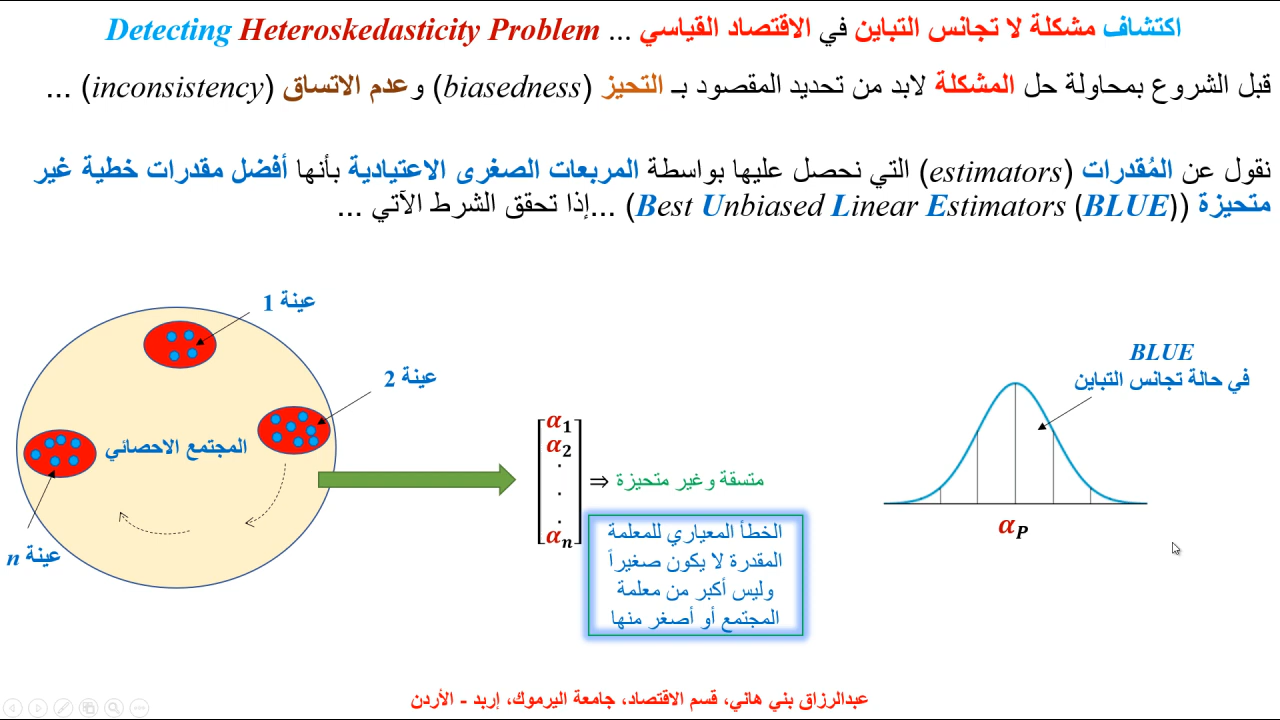 اكتشاف مشكلة لا تجانس التباين في الاقتصاد القياسي ... Detecting Heteroskedasticity Problem
قبل الشروع بمحاولة حل المشكلة لابد من تحديد المقصود بـ التحيز (biasedness) وعدم الاتساق (inconsistency) ...
نقول عن المُقدرات (estimators) التي نحصل عليها بواسطة المربعات الصغرى الاعتيادية بأنها أفضل مقدرات خطية غير
متحيزة (Best Unbiased Linear Estimators (BLUE)) ...إذا تحقق الشرط الآتي ...
عينة 1
عينة 2
المجتمع الاحصائي
عينة n
α₁
α₂
.
.
.
αₙ
⇒ متسقة وغير متحيزة
الخطأ المعياري للمعلمة
المقدرة لا يكون صغيراً
وليس أكبر من معلمة
المجتمع أو أصغر منها
BLUE
في حالة تجانس التباين
α_P
عبدالرزاق بني هاني، قسم الاقتصاد، جامعة اليرموك، إربد - الأردن